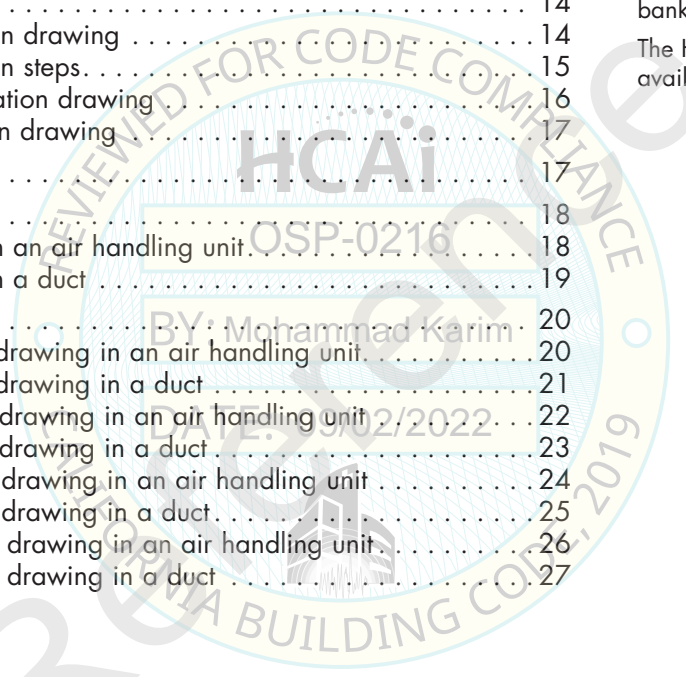 . . . . . . . . . . . . . . . . . . . . . . . . . . . . . . . . 14
n drawing . . . . . . . . . . . . . . . . . . . . . . . . . 14
n steps. . . . . . . . . . . . . . . . . . . . . . . . . . . . 15
ation drawing . . . . . . . . . . . . . . . . . . . . . . . 16
n drawing . . . . . . . . . . . . . . . . . . . . . . . . . 17
. . . . . . . . . . . . . . . . . . . . . . . . . . . . . . . . 17
. . . . . . . . . . . . . . . . . . . . . . . . . . . . . . . . 18
n an air handling unit. . . . . . . . . . . . . . . . . . 18
n a duct . . . . . . . . . . . . . . . . . . . . . . . . . . . 19
. . . . . . . . . . . . . . . . . . . . . . . . . . . . . . . . 20
drawing in an air handling unit. . . . . . . . . . . 20
drawing in a duct . . . . . . . . . . . . . . . . . . . . 21
drawing in an air handling unit . . . . . . . . . . 22
drawing in a duct . . . . . . . . . . . . . . . . . . . . 23
drawing in an air handling unit . . . . . . . . . . 24
drawing in a duct . . . . . . . . . . . . . . . . . . . . 25
drawing in an air handling unit. . . . . . . . . . 26
drawing in a duct . . . . . . . . . . . . . . . . . . . 27
bank
The H
avail
REVIEWED FOR CODE COMPLIANCE
HCAi
OSP-0216
BY: Mohammad Karim
DATE: 09/02/2022
CALIFORNIA BUILDING CODE, 2019
Reference